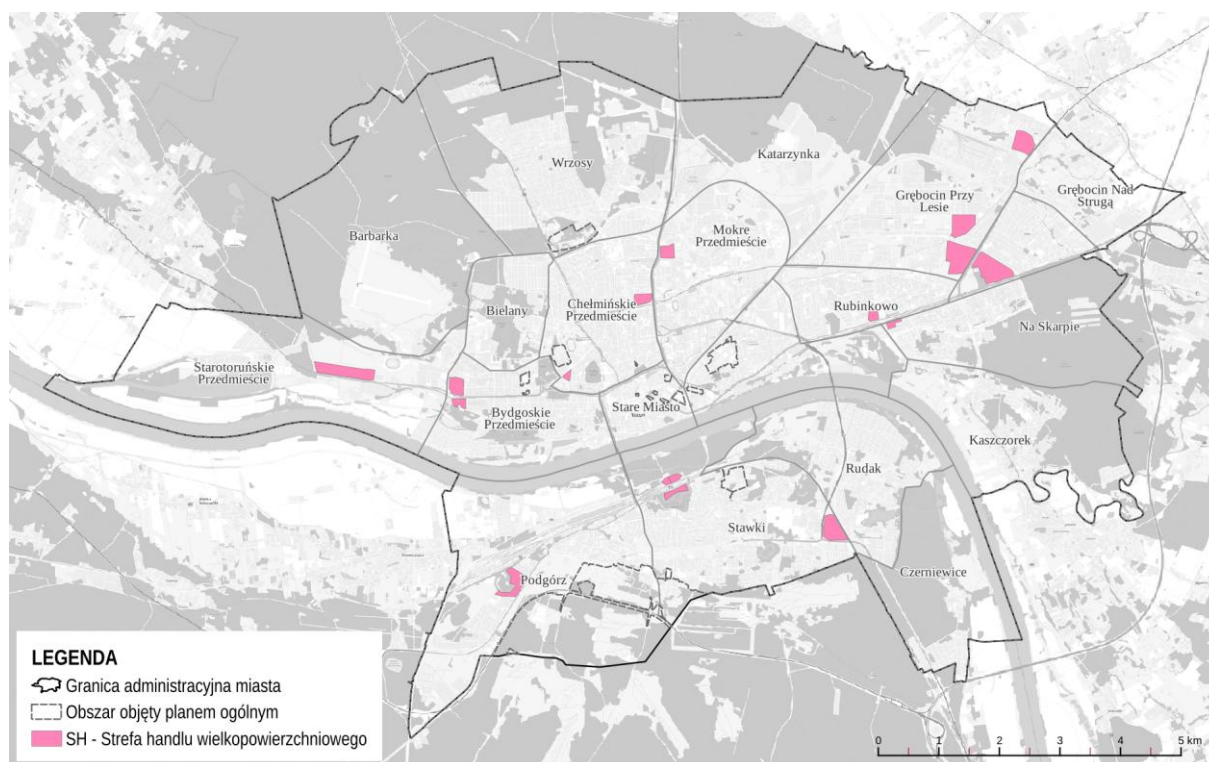 Katarzynka
Wrzosy
Grębocin Przy
Lesie
Grębocin Nad
Strugą
Barbarka
Mokre
Przedmieście
Bielany
Chełmińskie
Przedmieście
Rubinkowo
Na Skarpie
Starotoruńskie
Przedmieście
Bydgoskie
Przedmieście
Stare Miasto
Kaszczorek
Rudak
Stawki
Podgórz
Czerniewice
LEGENDA
Granica administracyjna miasta
Obszar objęty planem ogólnym
SH - Strefa handlu wielkopowierzchniowego
0 1 2 3 4 5 km